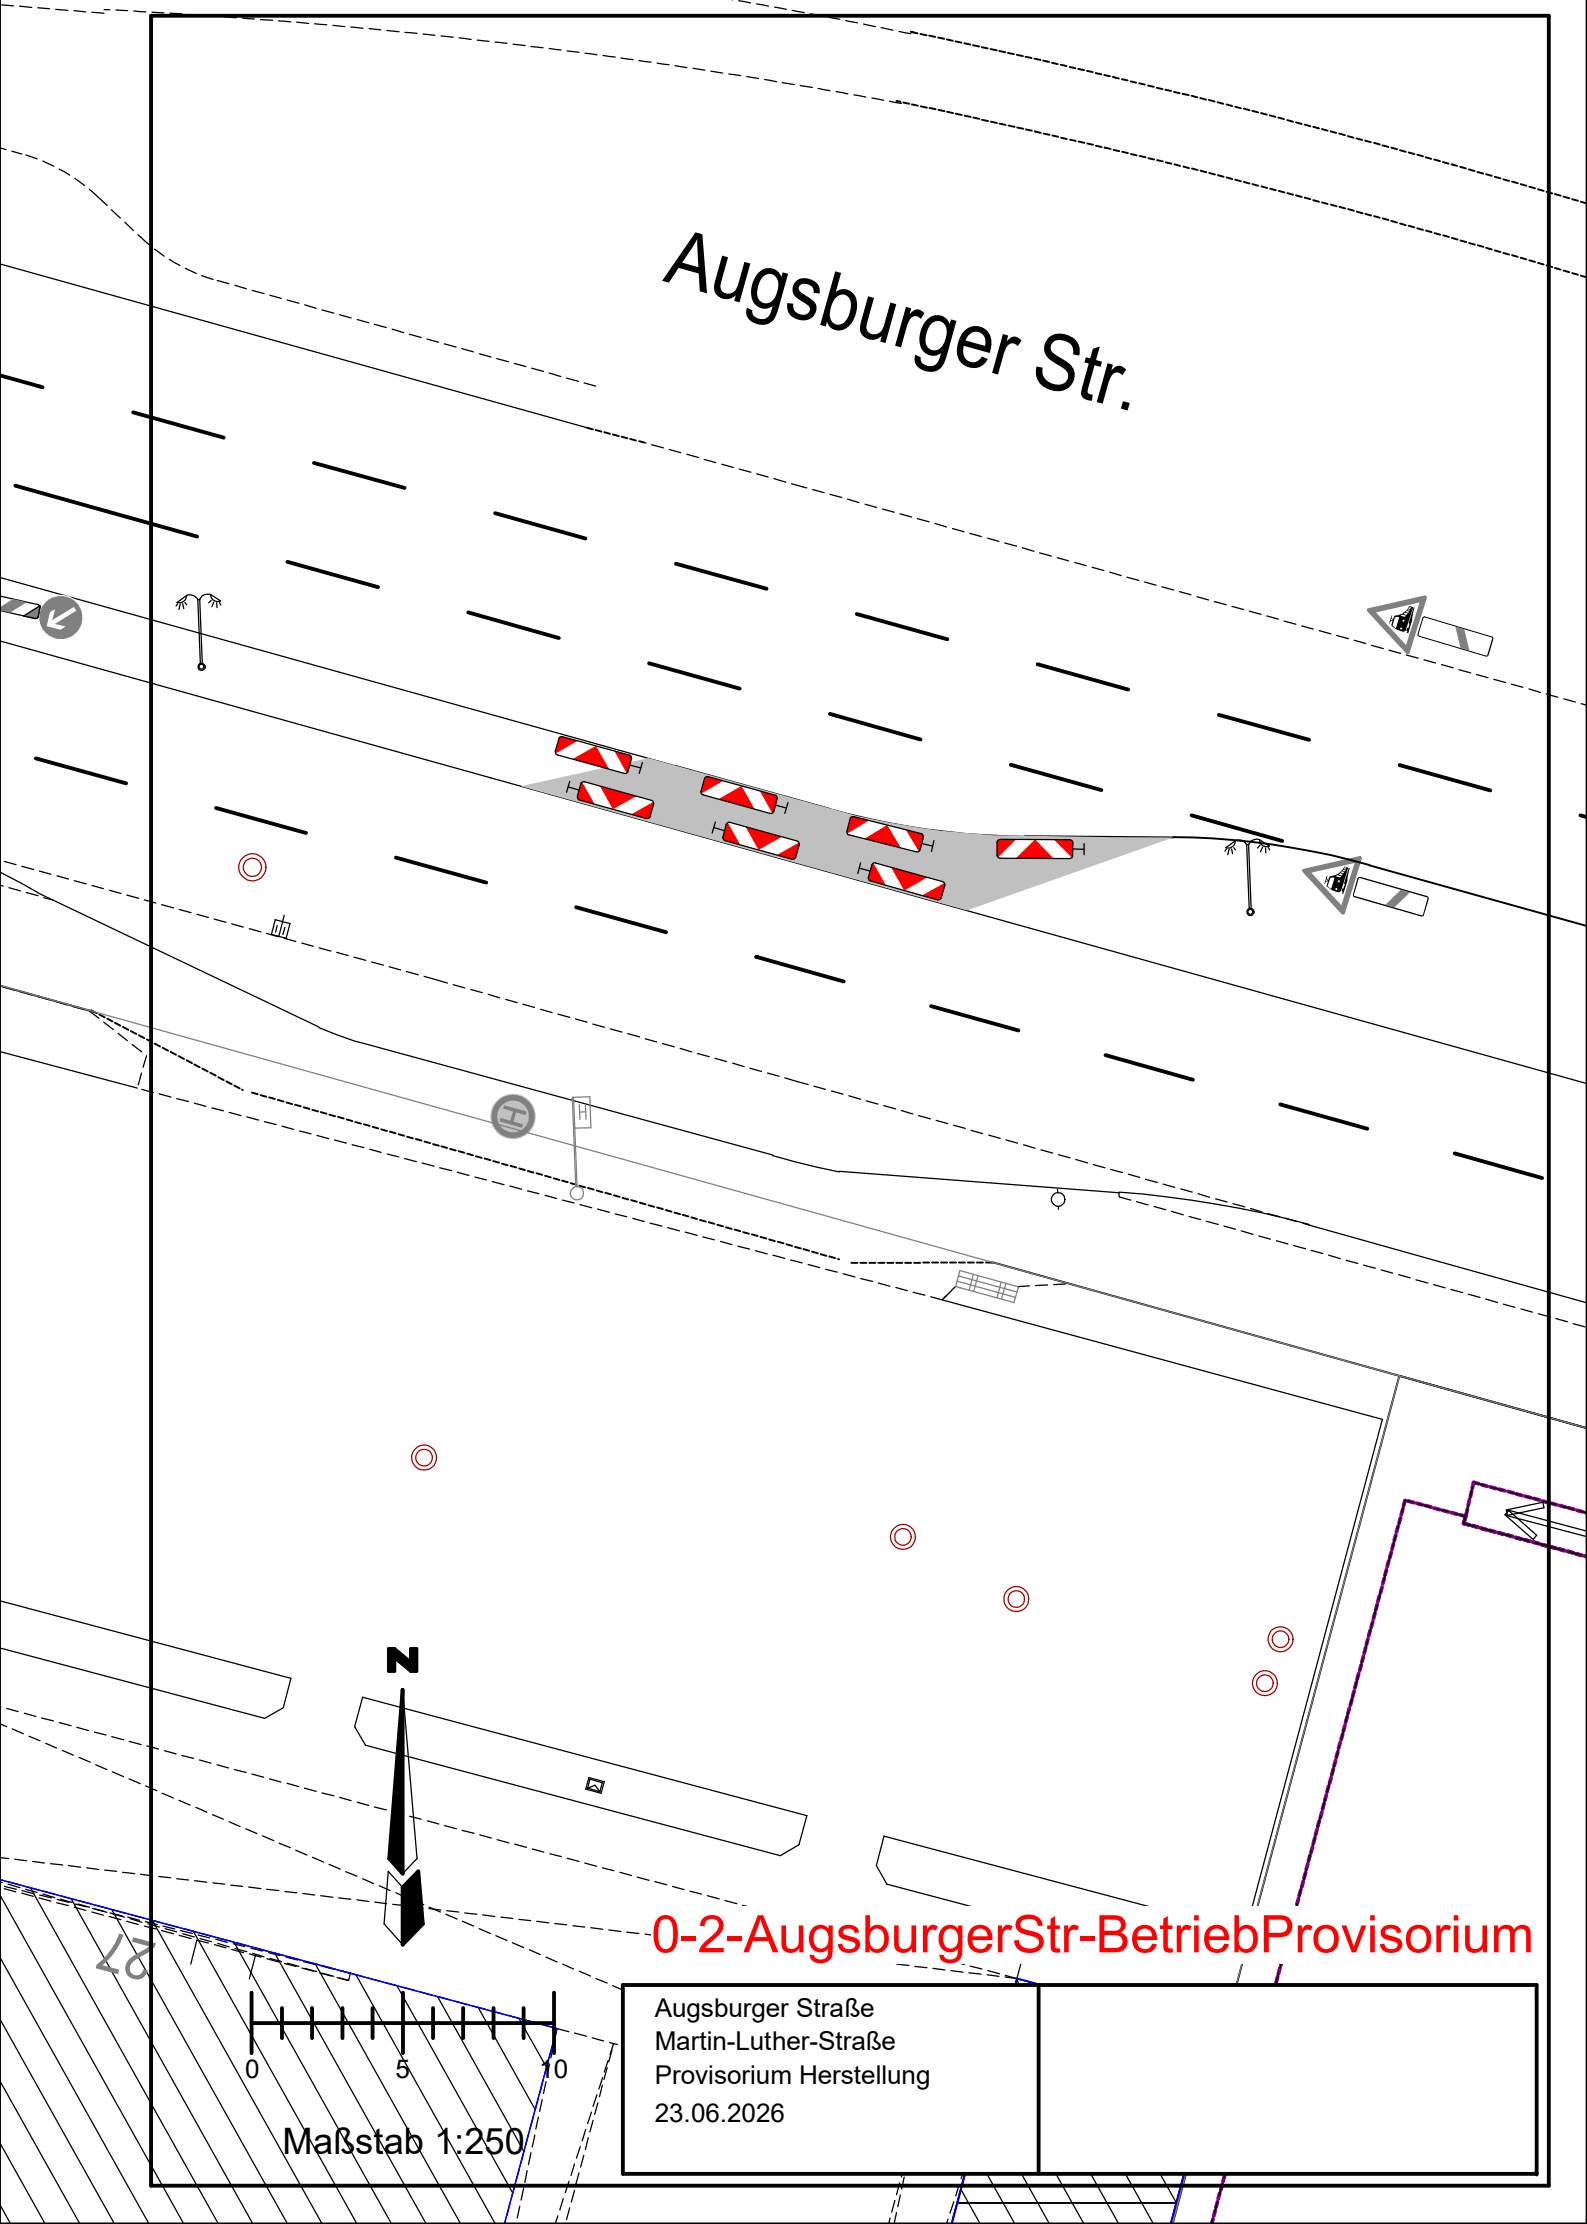 Augsburger Str.
H
H
N
0-2-AugsburgerStr-BetriebProvisorium
27
Augsburger Straße
Martin-Luther-Straße
Provisorium Herstellung
23.06.2026
0 5 10
Maßstab 1:250